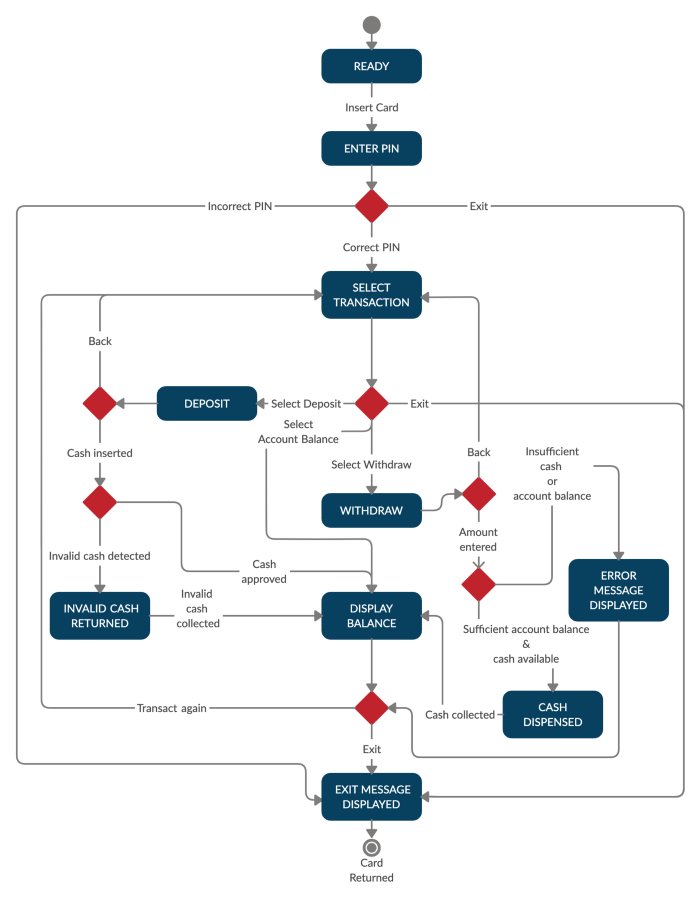 READY
Insert Card
ENTER PIN
Incorrect PIN
Exit
Correct PIN
SELECT
TRANSACTION
Back
DEPOSIT
Select Deposit
Exit
Select
Account Balance
Cash inserted
Select Withdraw
Back
Insufficient
cash
or
account balance
WITHDRAW
Amount
entered
Invalid cash detected
Cash
approved
ERROR
MESSAGE
DISPLAYED
INVALID CASH
RETURNED
Invalid
cash
collected
DISPLAY
BALANCE
Sufficient account balance
&
cash available
Transact again
Cash collected
CASH
DISPENSED
Exit
EXIT MESSAGE
DISPLAYED
Card
Returned